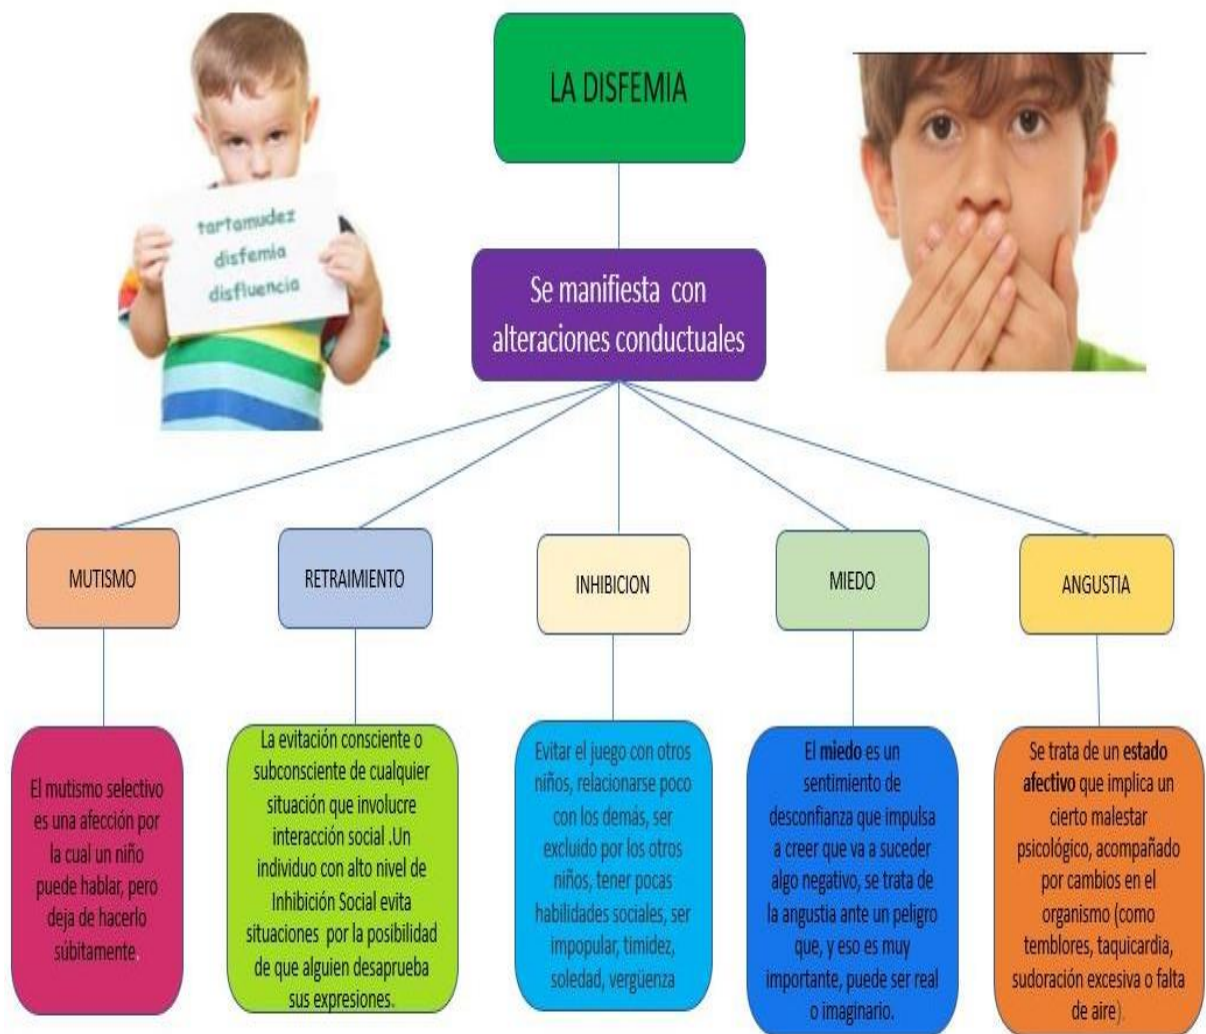 LA DISFEMIA
tartamudez
disfemia
disfluencia
Se manifiesta con
alteraciones conductuales
MUTISMO
RETRAIMIENTO
INHIBICION
MIEDO
ANGUSTIA
El mutismo selectivo
es una afección por
la cual un niño
puede hablar, pero
deja de hacerlo
súbitamente.
La evitación consciente o
subconsciente de cualquier
situación que involucre
interacción social .Un
individuo con alto nivel de
Inhibición Social evita
situaciones por la posibilidad
de que alguien desaprueba
sus expresiones.
Evitar el juego con otros
niños, relacionarse poco
con los demás, ser
excluido por los otros
niños, tener pocas
habilidades sociales, ser
impopular, timidez,
soledad, vergüenza
El miedo es un
sentimiento de
desconfianza que impulsa
a creer que va a suceder
algo negativo, se trata de
la angustia ante un peligro
que, y eso es muy
importante, puede ser real
o imaginario.
Se trata de un estado
afectivo que implica un
cierto malestar
psicológico, acompañado
por cambios en el
organismo (como
temblores, taquicardia,
sudoración excesiva o falta
de aire).